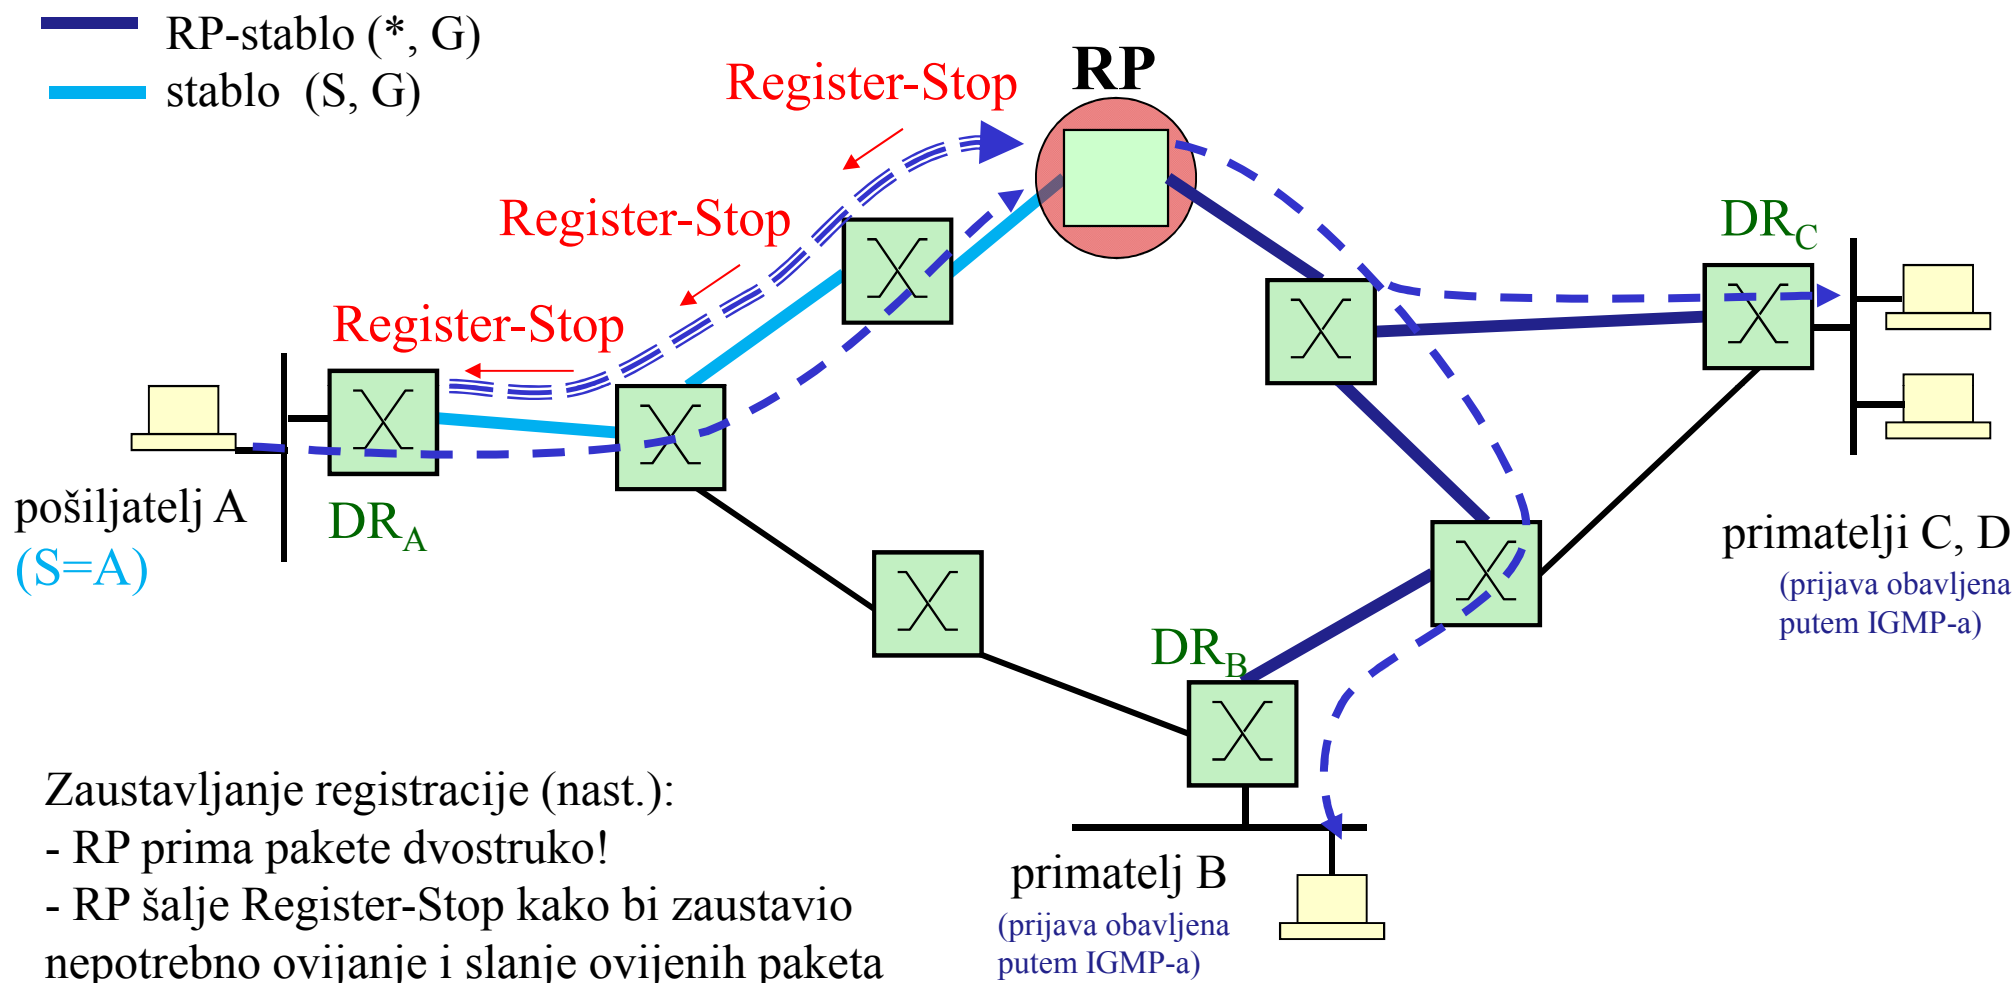 RP-stablo (*, G)
stablo (S, G)
RP
Register-Stop
Register-Stop
Register-Stop
DRC
pošiljatelj A
(S=A)
DRA
primatelji C, D
(prijava obavljena
putem IGMP-a)
DRB
Zaustavljanje registracije (nast.):
- RP prima pakete dvostruko!
- RP šalje Register-Stop kako bi zaustavio
nepotrebno ovijanje i slanje ovijenih paketa
primatelj B
(prijava obavljena
putem IGMP-a)